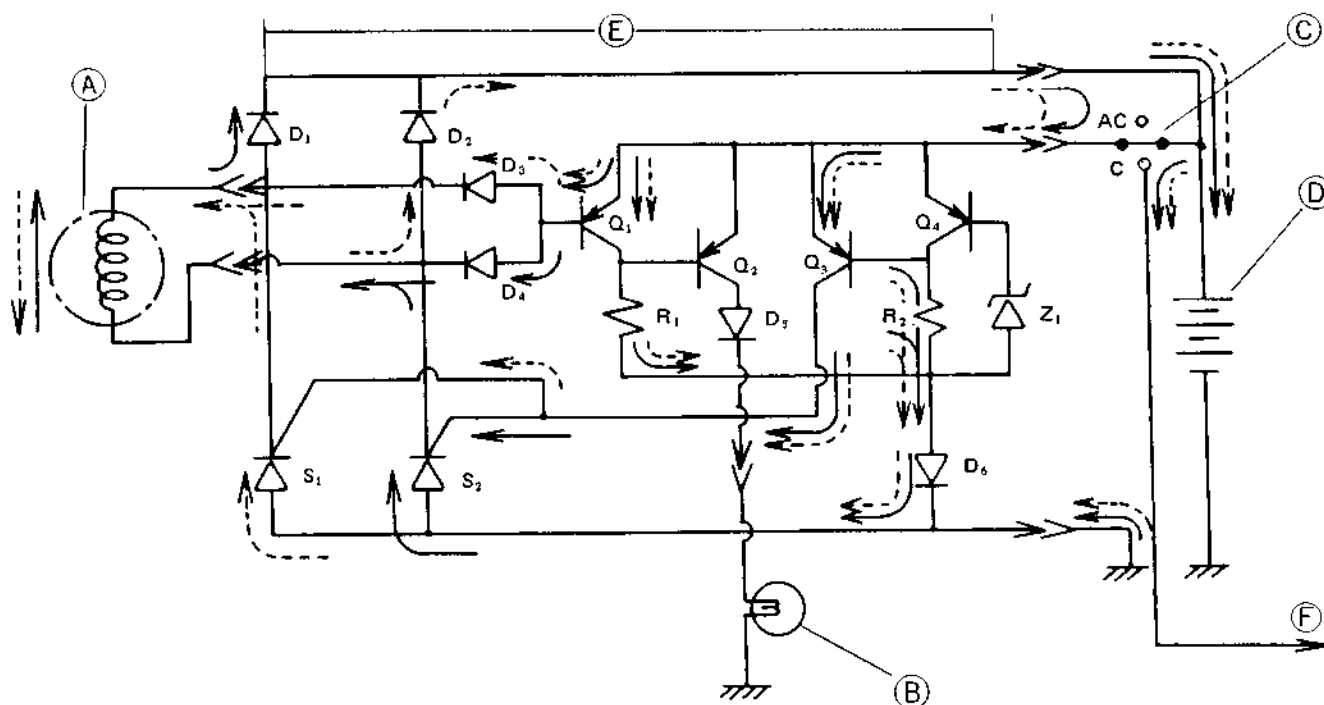 E
C
A
D₁
D₂
AC
D₃
C
Q₁
Q₄
D
D₄
Q₂
Q₃
R₁
D₅
R₂
Z₁
S₁
S₂
D₆
F
B